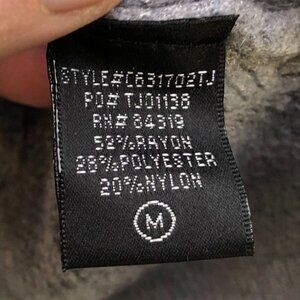 STYLE#C631702TJ
PO# TJ01138
RN# 84319
52%RAYON
28%POLYESTER
20%NYLON
M